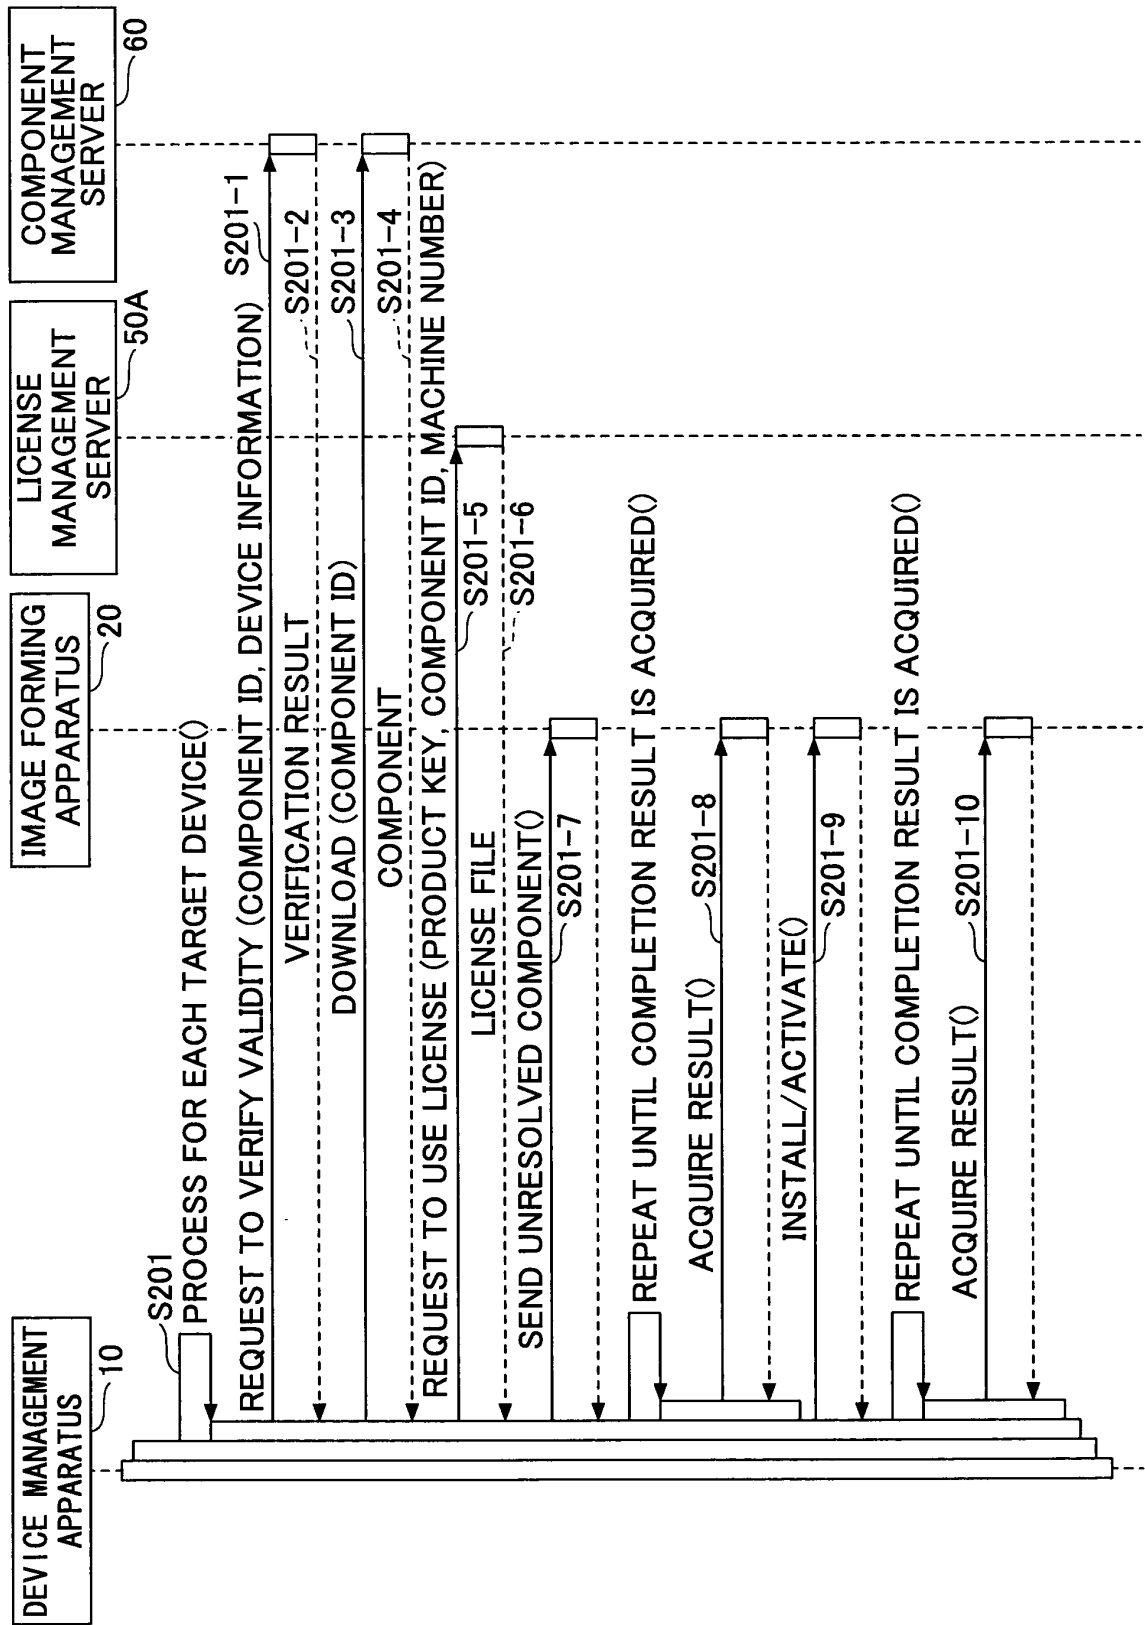 DEVICE MANAGEMENT
APPARATUS
10
IMAGE FORMING
APPARATUS
20
LICENSE
MANAGEMENT
SERVER
50A
COMPONENT
MANAGEMENT
SERVER
60
S201
PROCESS FOR EACH TARGET DEVICE()
REQUEST TO VERIFY VALIDITY (COMPONENT ID, DEVICE INFORMATION)
S201-1
VERIFICATION RESULT
S201-2
DOWNLOAD (COMPONENT ID)
S201-3
COMPONENT
S201-4
REQUEST TO USE LICENSE (PRODUCT KEY, COMPONENT ID, MACHINE NUMBER)
S201-5
LICENSE FILE
S201-6
SEND UNRESOLVED COMPONENT()
S201-7
REPEAT UNTIL COMPLETION RESULT IS ACQUIRED()
ACQUIRE RESULT()
S201-8
INSTALL/ACTIVATE()
S201-9
REPEAT UNTIL COMPLETION RESULT IS ACQUIRED()
ACQUIRE RESULT()
S201-10